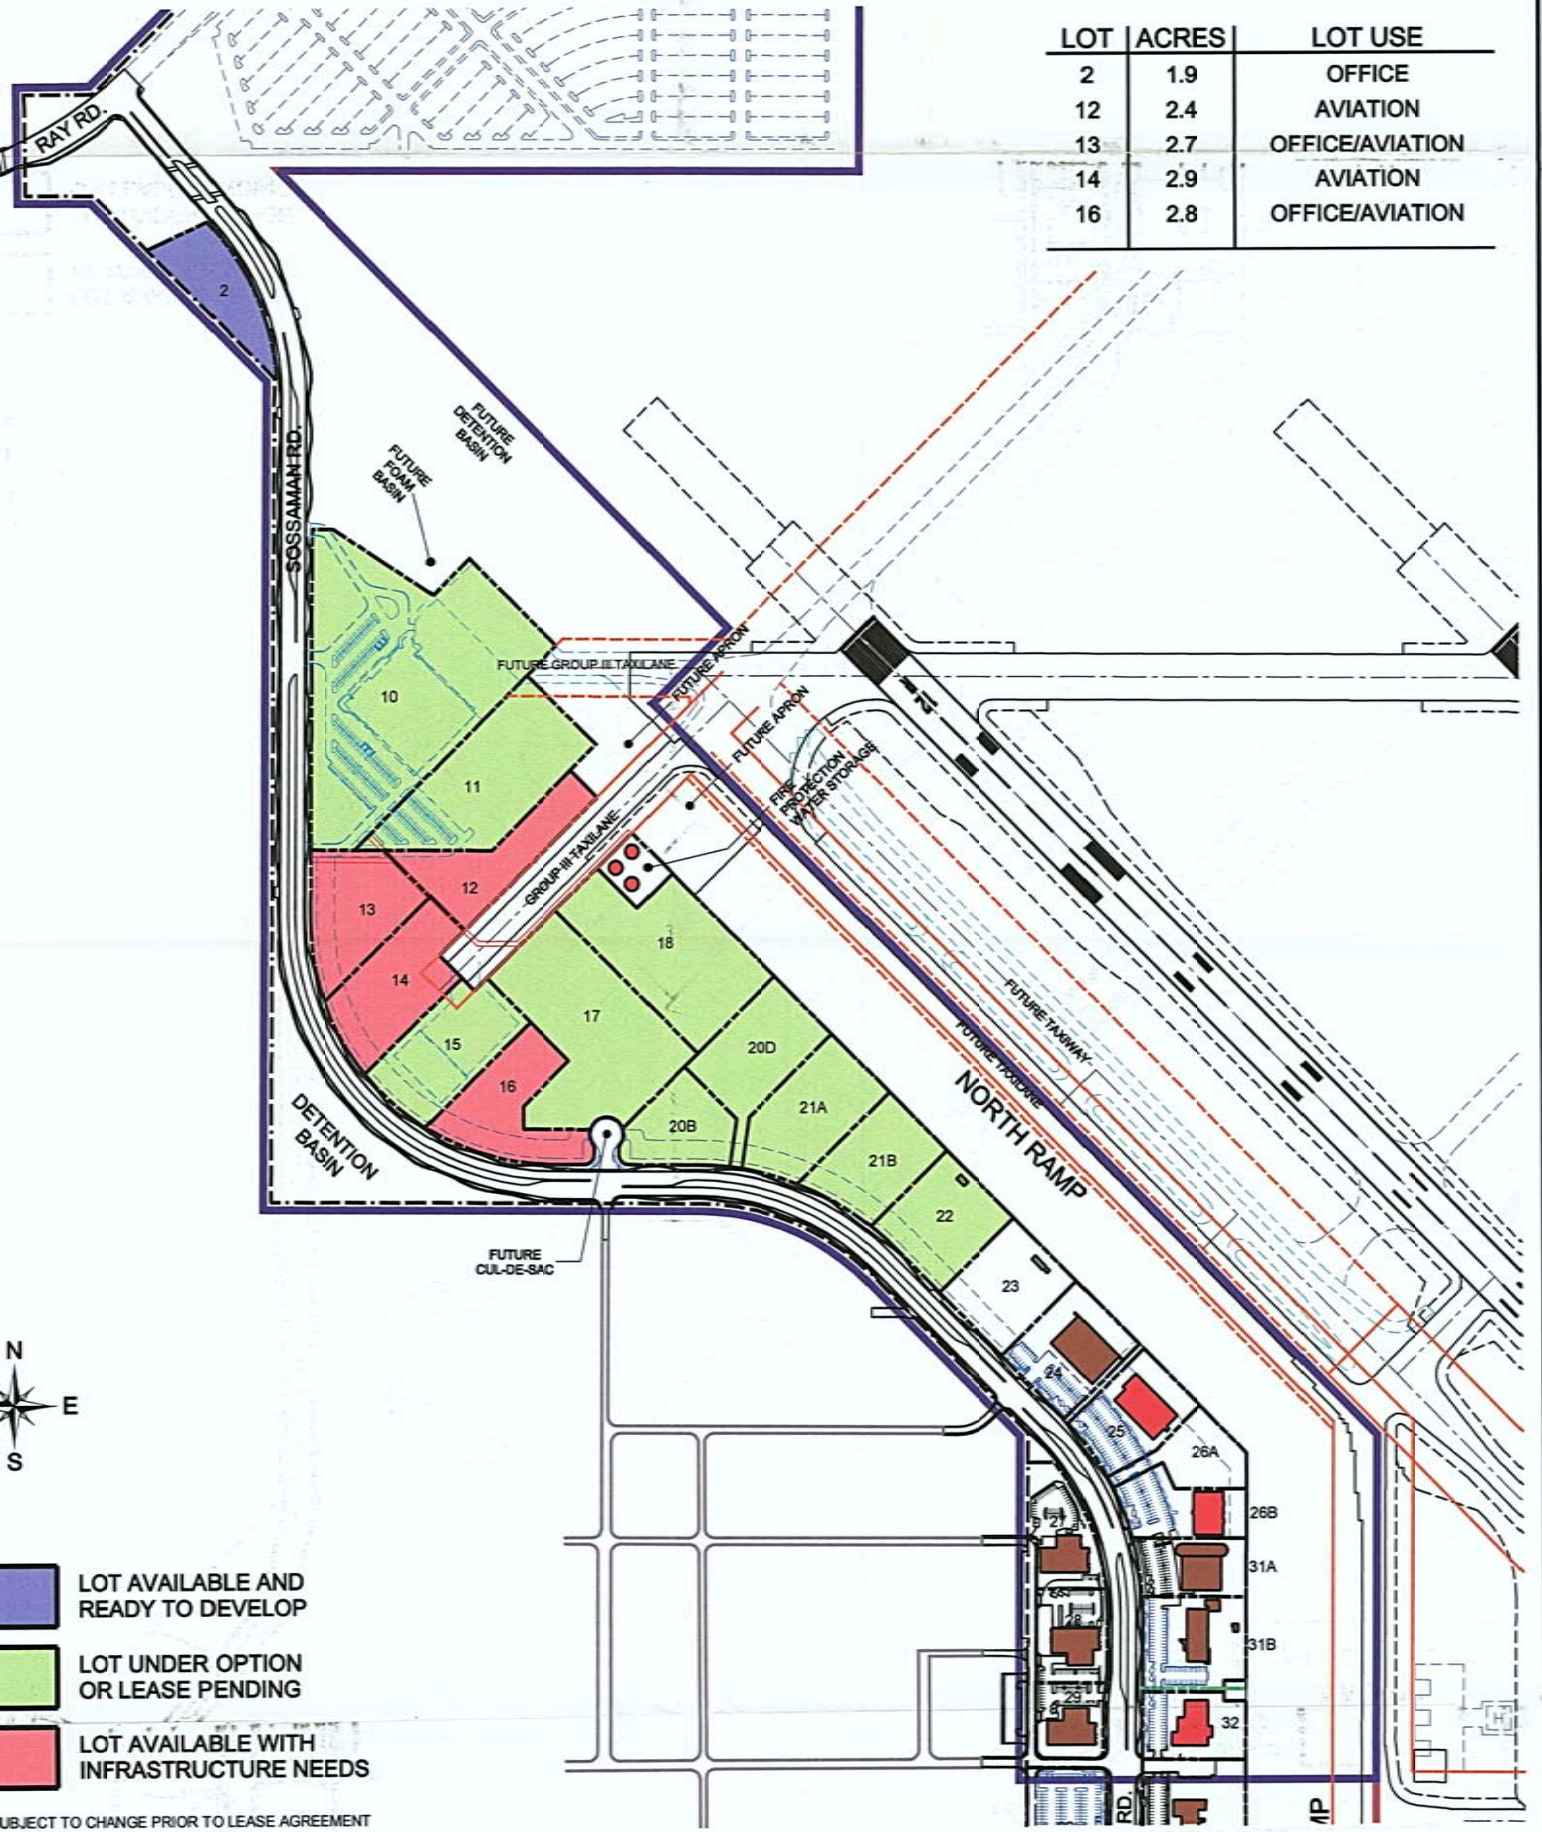 LOT ACRES LOT USE
2 1.9 OFFICE
12 2.4 AVIATION
13 2.7 OFFICE/AVIATION
14 2.9 AVIATION
16 2.8 OFFICE/AVIATION
RAY RD.
2
SOSSAMAN RD.
FUTURE
DETENTION
BASIN
FUTURE
FOAM
BASIN
FUTURE GROUP III TAXILANE
FUTURE APRON
FUTURE APRON
FIRE
PROTECTION
WATER STORAGE
GROUP III TAXILANE
10
11
12
13
14
15
16
17
18
20D
20B
21A
21B
22
23
24
25
26A
26B
27
28
29
31A
31B
32
FUTURE TAXIWAY
FUTURE TAXILANE
NORTH RAMP
DETENTION
BASIN
FUTURE
CUL-DE-SAC
N
E
S
LOT AVAILABLE AND
READY TO DEVELOP
LOT UNDER OPTION
OR LEASE PENDING
LOT AVAILABLE WITH
INFRASTRUCTURE NEEDS
UBJECT TO CHANGE PRIOR TO LEASE AGREEMENT
RD.
MP